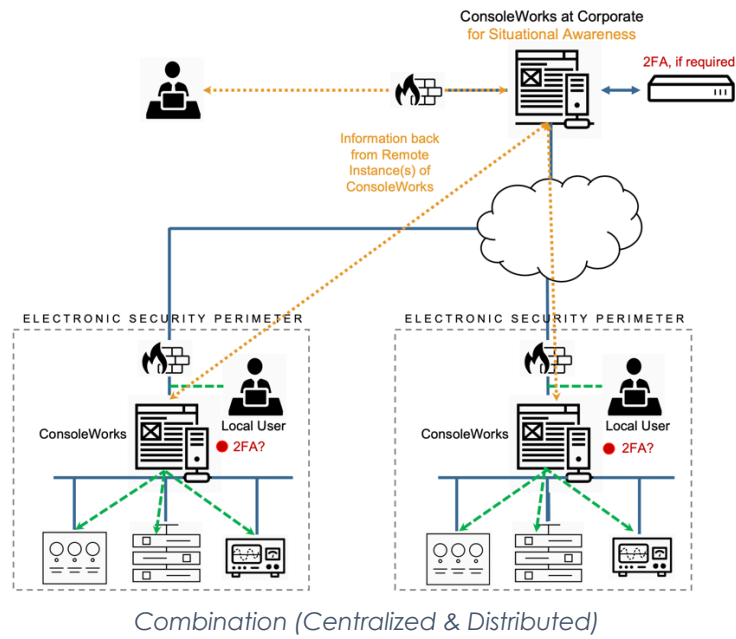 ConsoleWorks at Corporate
for Situational Awareness
2FA, if required
Information back
from Remote
Instance(s) of
ConsoleWorks
ELECTRONIC SECURITY PERIMETER
ELECTRONIC SECURITY PERIMETER
Local User
ConsoleWorks
2FA?
Local User
ConsoleWorks
2FA?
Combination (Centralized & Distributed)